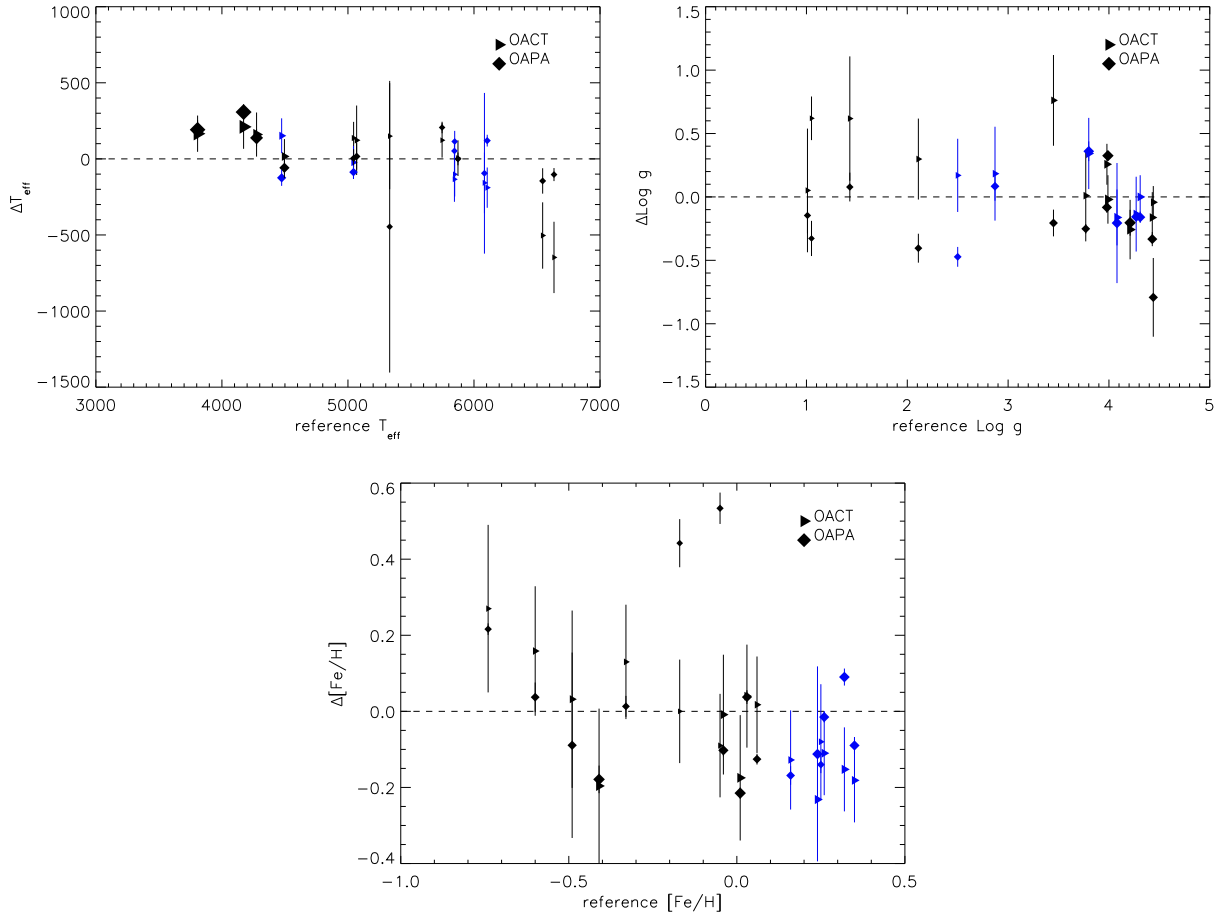 1000
500
0
−500
−1000
−1500
ΔTeff
3000 4000 5000 6000 7000
reference Teff
OACT
OAPA
1.5
1.0
0.5
0.0
−0.5
−1.0
−1.5
ΔLog g
0 1 2 3 4 5
reference Log g
OACT
OAPA
0.6
0.4
0.2
0.0
−0.2
−0.4
Δ[Fe/H]
−1.0 −0.5 0.0 0.5
reference [Fe/H]
OACT
OAPA